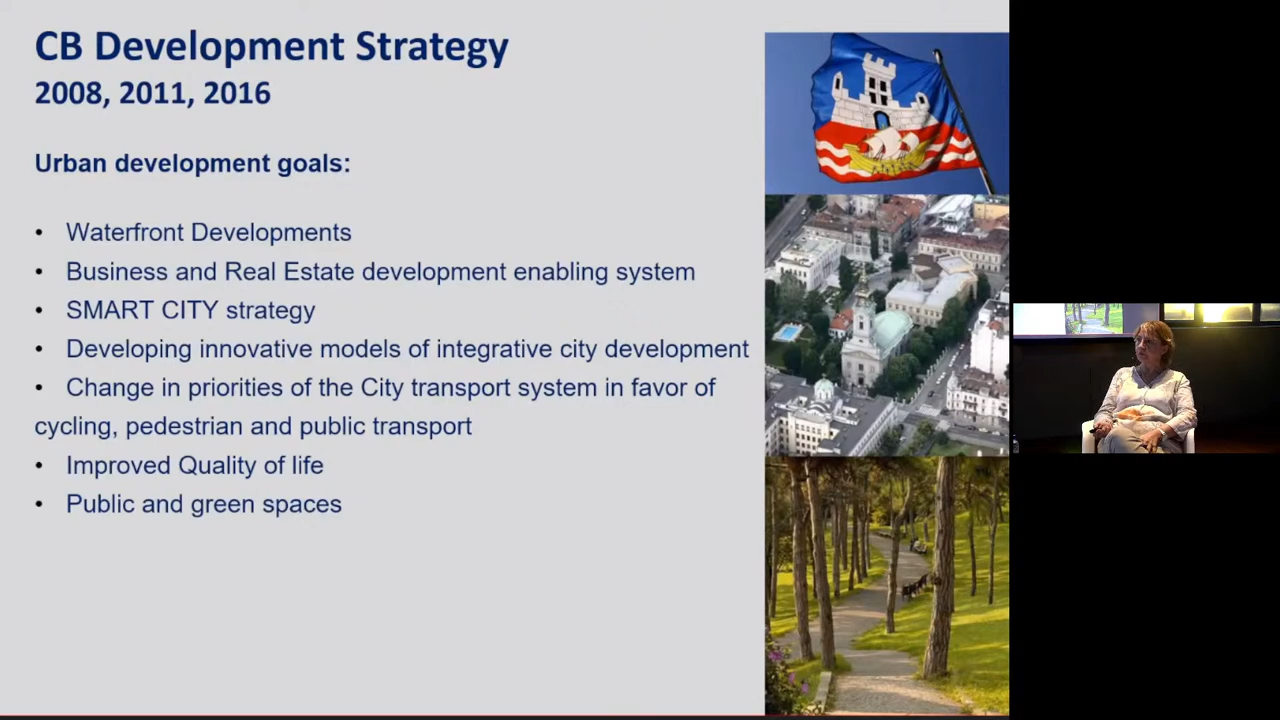 CB Development Strategy
2008, 2011, 2016
Urban development goals:
• Waterfront Developments
• Business and Real Estate development enabling system
• SMART CITY strategy
• Developing innovative models of integrative city development
• Change in priorities of the City transport system in favor of
cycling, pedestrian and public transport
• Improved Quality of life
• Public and green spaces